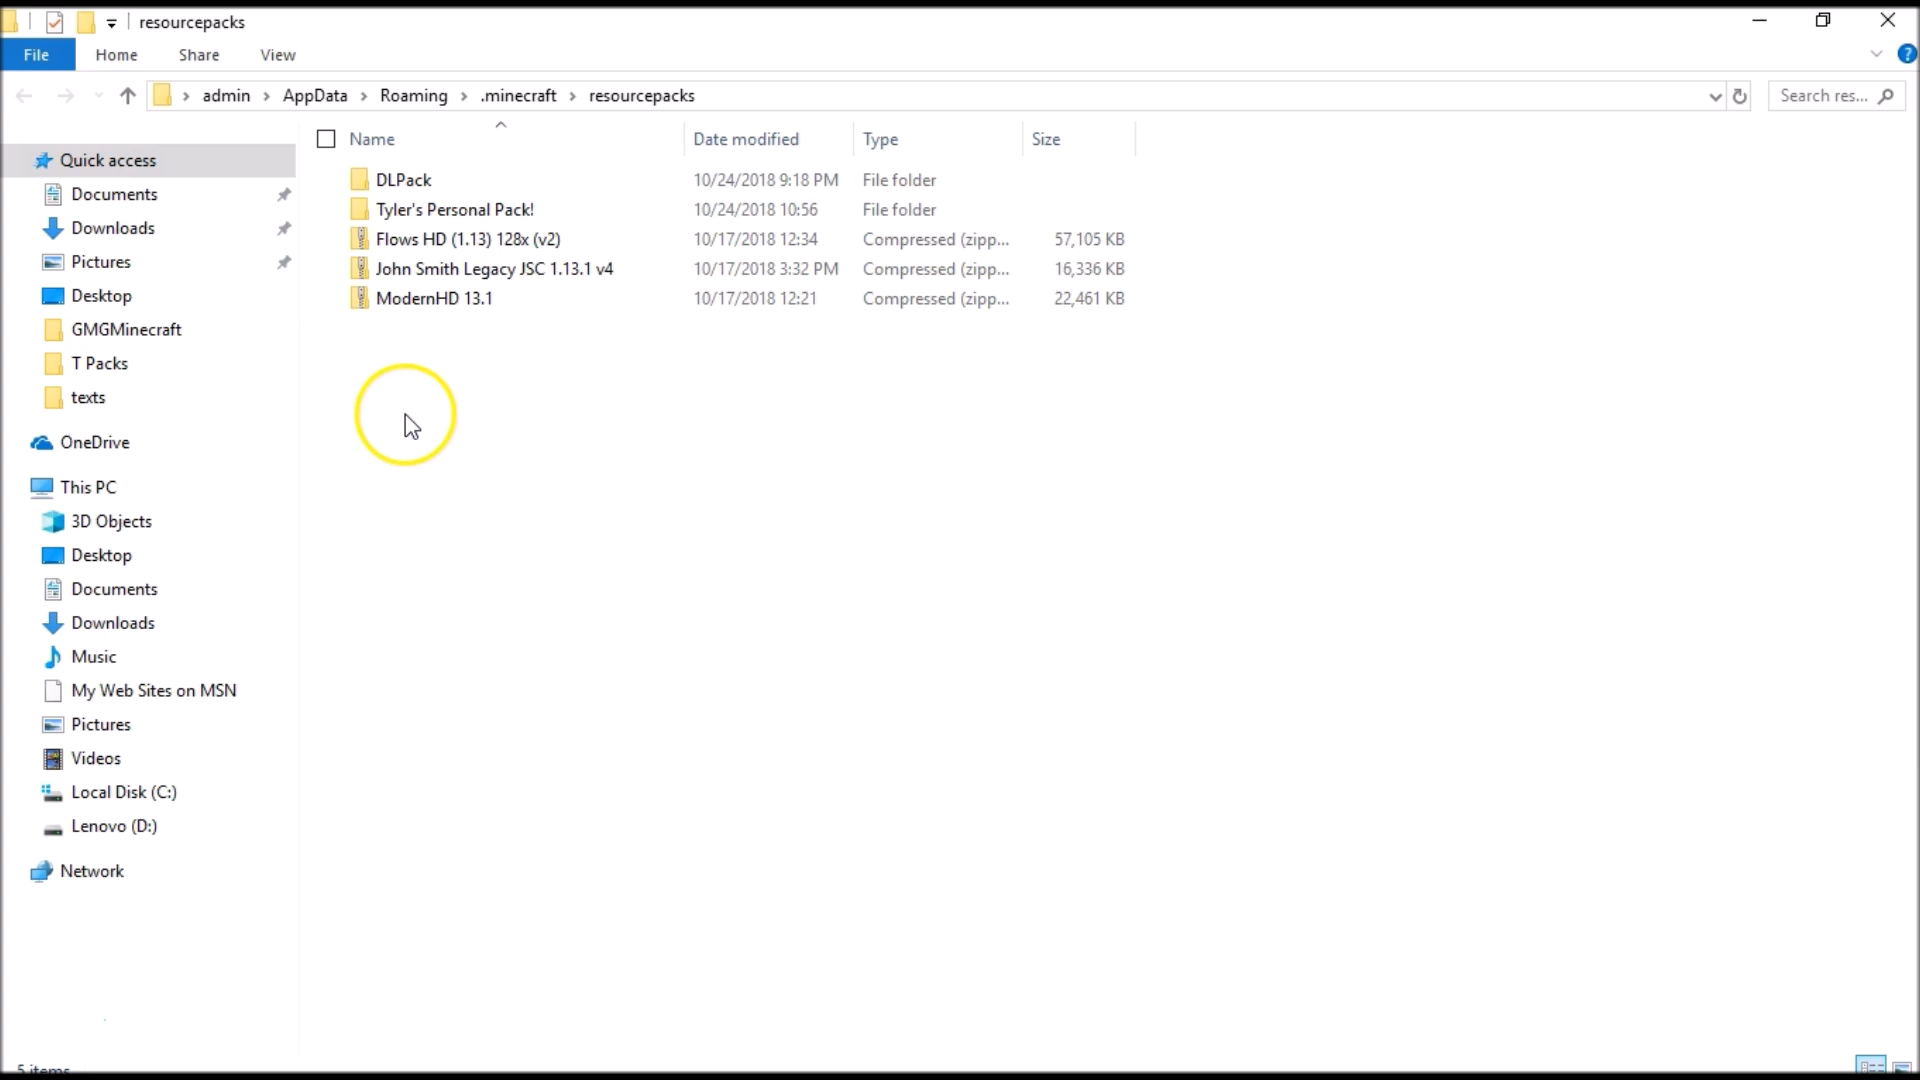 resourcepacks
File Home Share View
admin > AppData > Roaming > .minecraft > resourcepacks
Search res...
Name Date modified Type Size
Quick access
Documents
Downloads
Pictures
Desktop
GMGMinecraft
T Packs
texts
OneDrive
This PC
3D Objects
Desktop
Documents
Downloads
Music
My Web Sites on MSN
Pictures
Videos
Local Disk (C:)
Lenovo (D:)
Network
DLPack 10/24/2018 9:18 PM File folder
Tyler's Personal Pack! 10/24/2018 10:56 File folder
Flows HD (1.13) 128x (v2) 10/17/2018 12:34 Compressed (zipp... 57,105 KB
John Smith Legacy JSC 1.13.1 v4 10/17/2018 3:32 PM Compressed (zipp... 16,336 KB
ModernHD 13.1 10/17/2018 12:21 Compressed (zipp... 22,461 KB
5 items